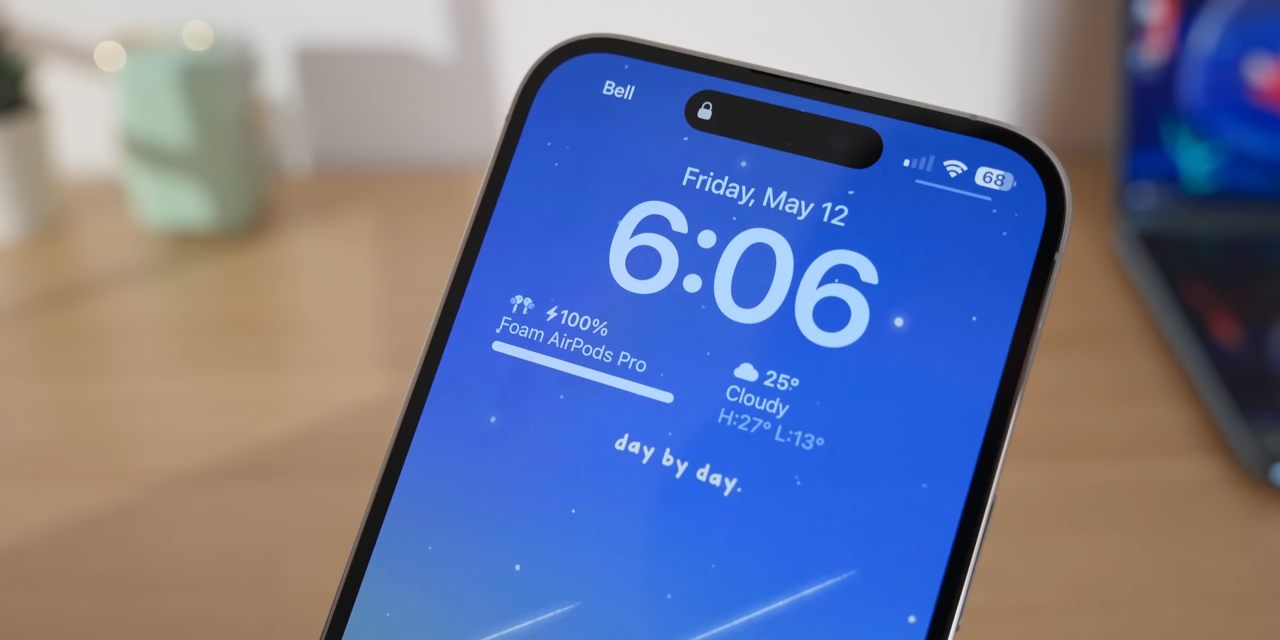 Bell
68
Friday, May 12
6:06
100%
Foam AirPods Pro
25°
Cloudy
H:27° L:13°
day by day.